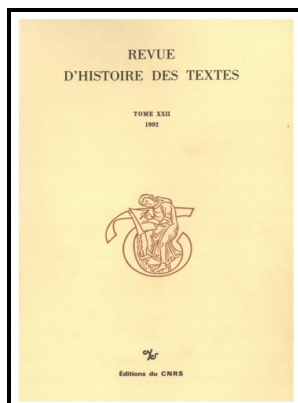 REVUE
D'HISTOIRE DES TEXTES
TOME XXII
1992
Éditions du CNRS